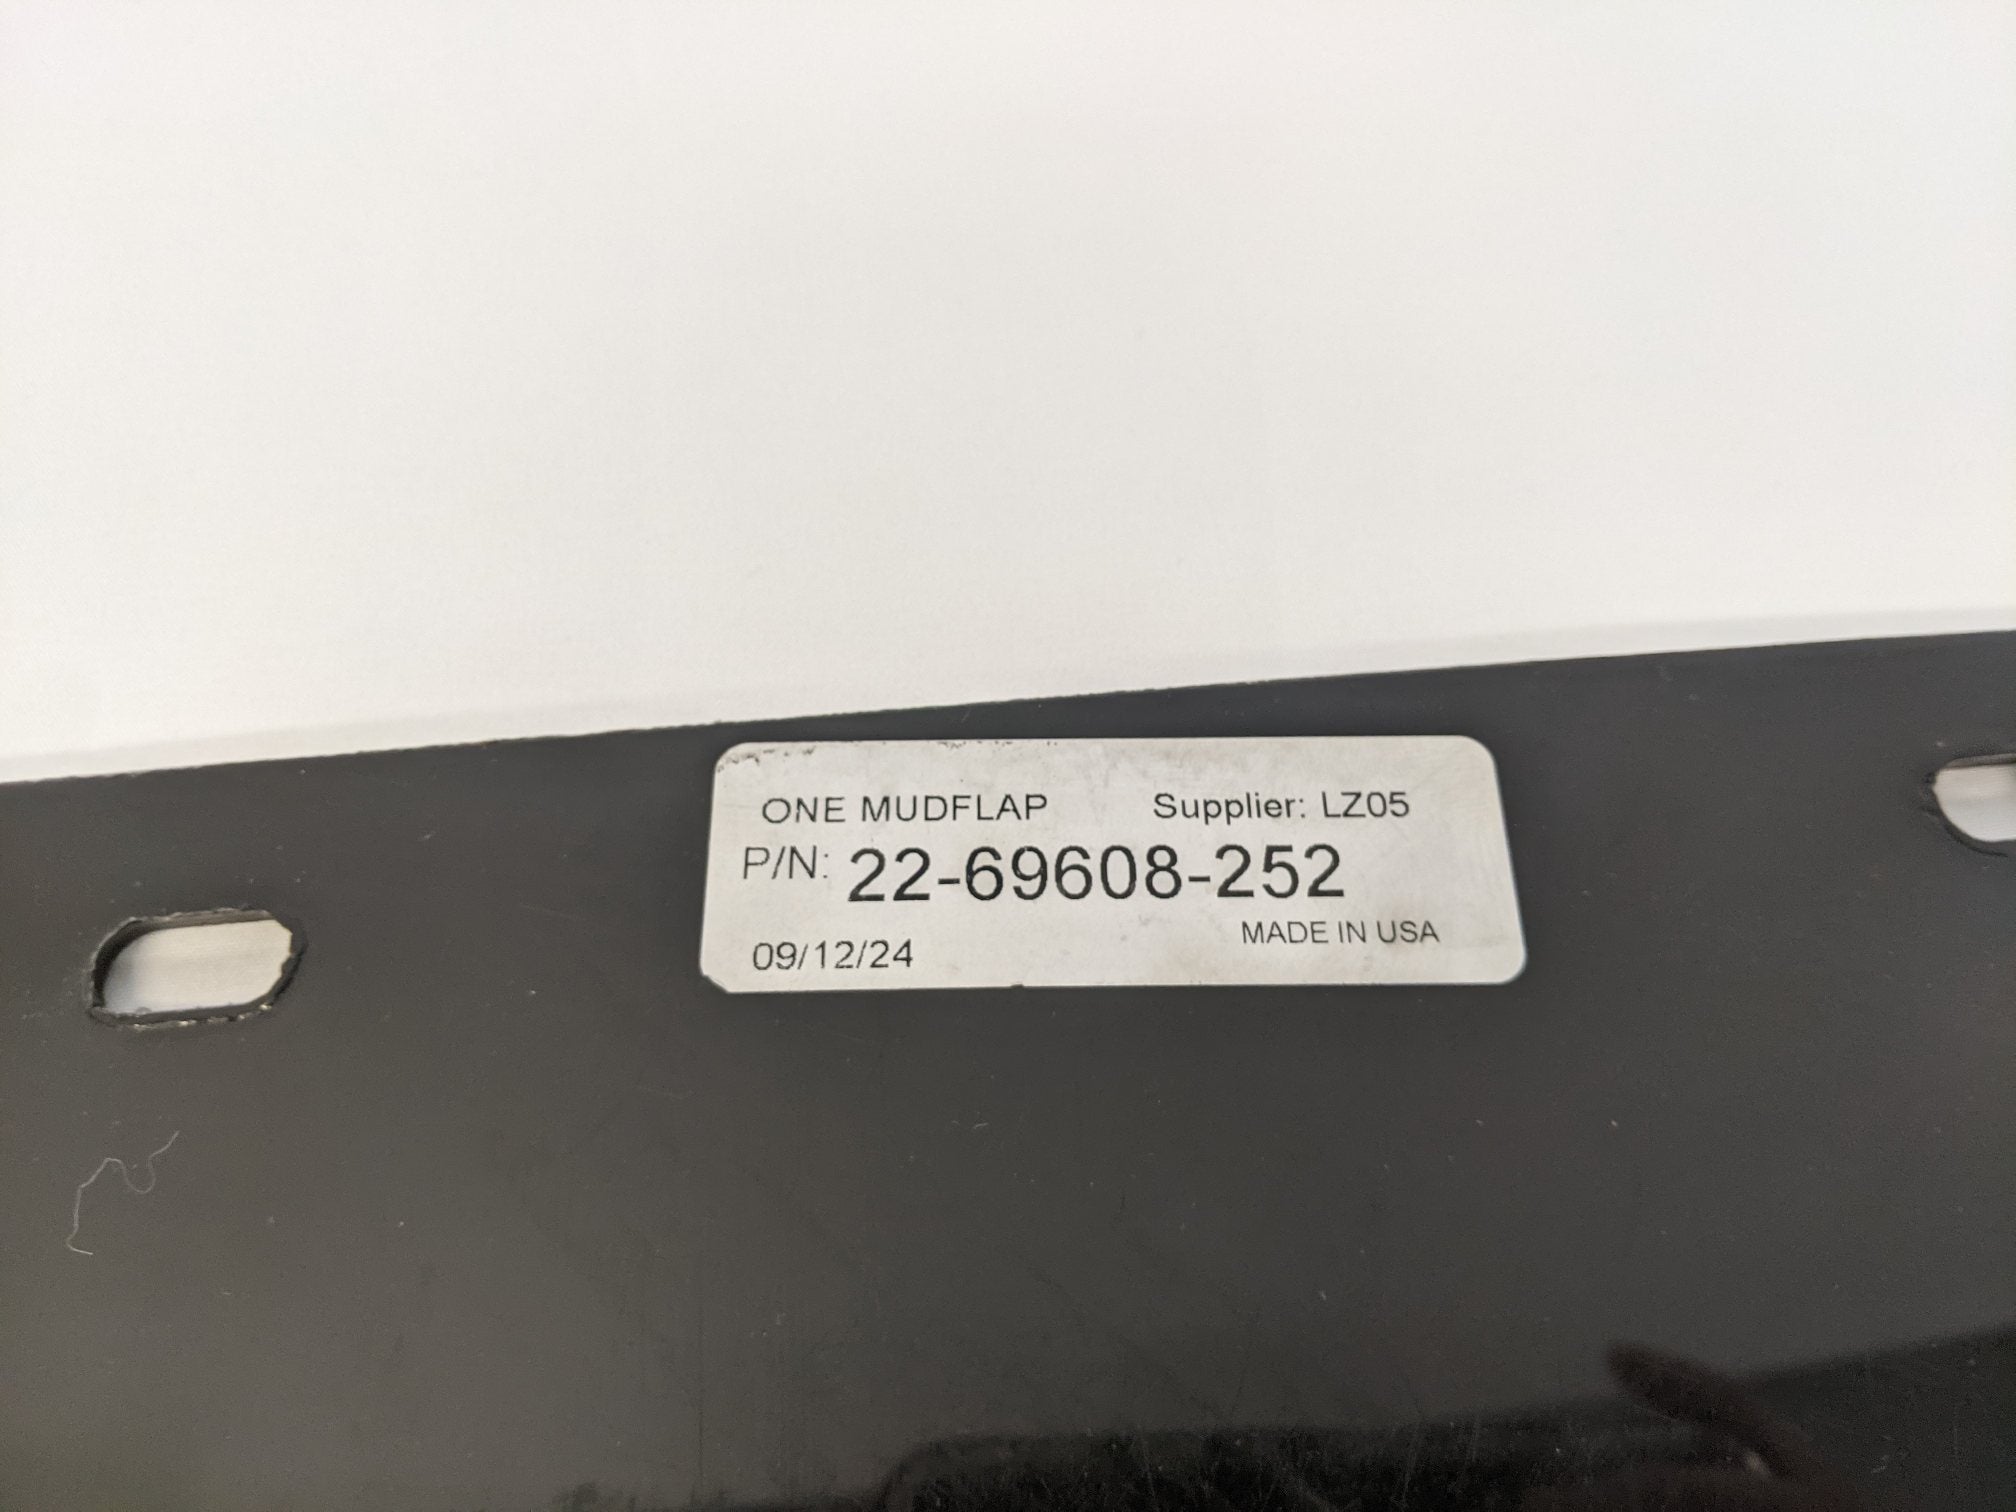 ONE MUDFLAP Supplier: LZ05
P/N: 22-69608-252
MADE IN USA
09/12/24